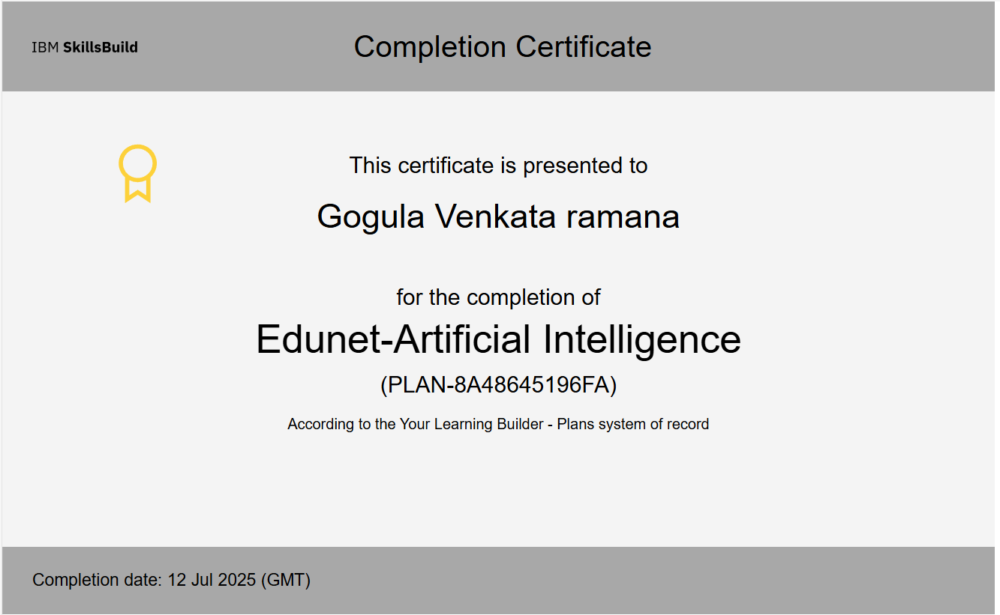 IBM SkillsBuild
Completion Certificate
This certificate is presented to
Gogula Venkata ramana
for the completion of
Edunet-Artificial Intelligence
(PLAN-8A48645196FA)
According to the Your Learning Builder - Plans system of record
Completion date: 12 Jul 2025 (GMT)